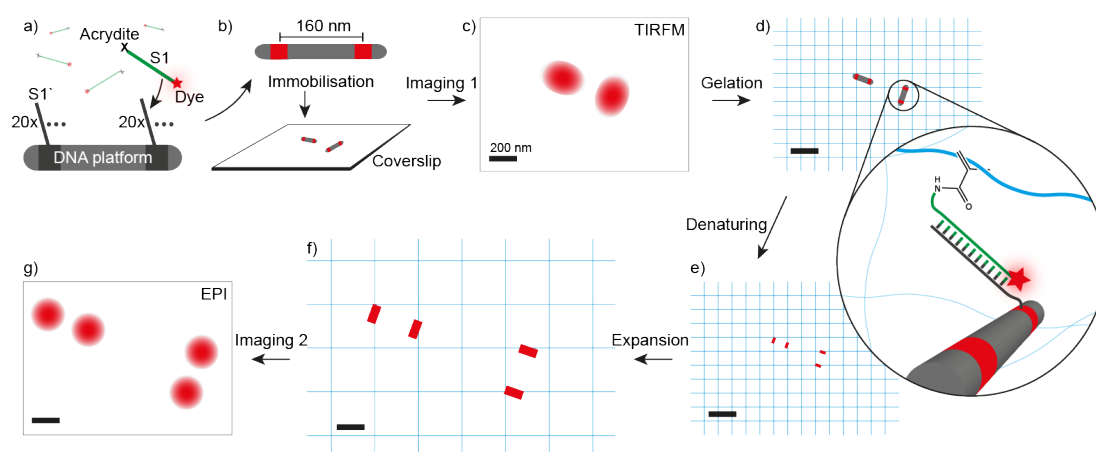 a)
Acrydite
S1
Dye
S1`
20x
20x
DNA platform
b)
160 nm
Immobilisation
Coverslip
Imaging 1
c)
TIRFM
200 nm
Gelation
d)
H
N
O
Denaturing
e)
Expansion
f)
Imaging 2
g)
EPI